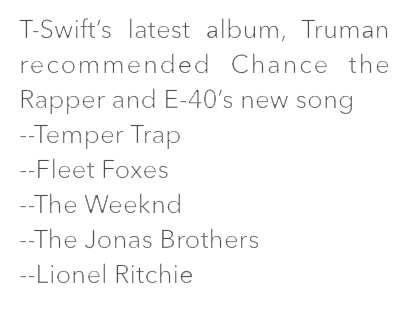 T-Swift’s latest album, Truman
recommended Chance the
Rapper and E-40’s new song
--Temper Trap
--Fleet Foxes
--The Weeknd
--The Jonas Brothers
--Lionel Ritchie